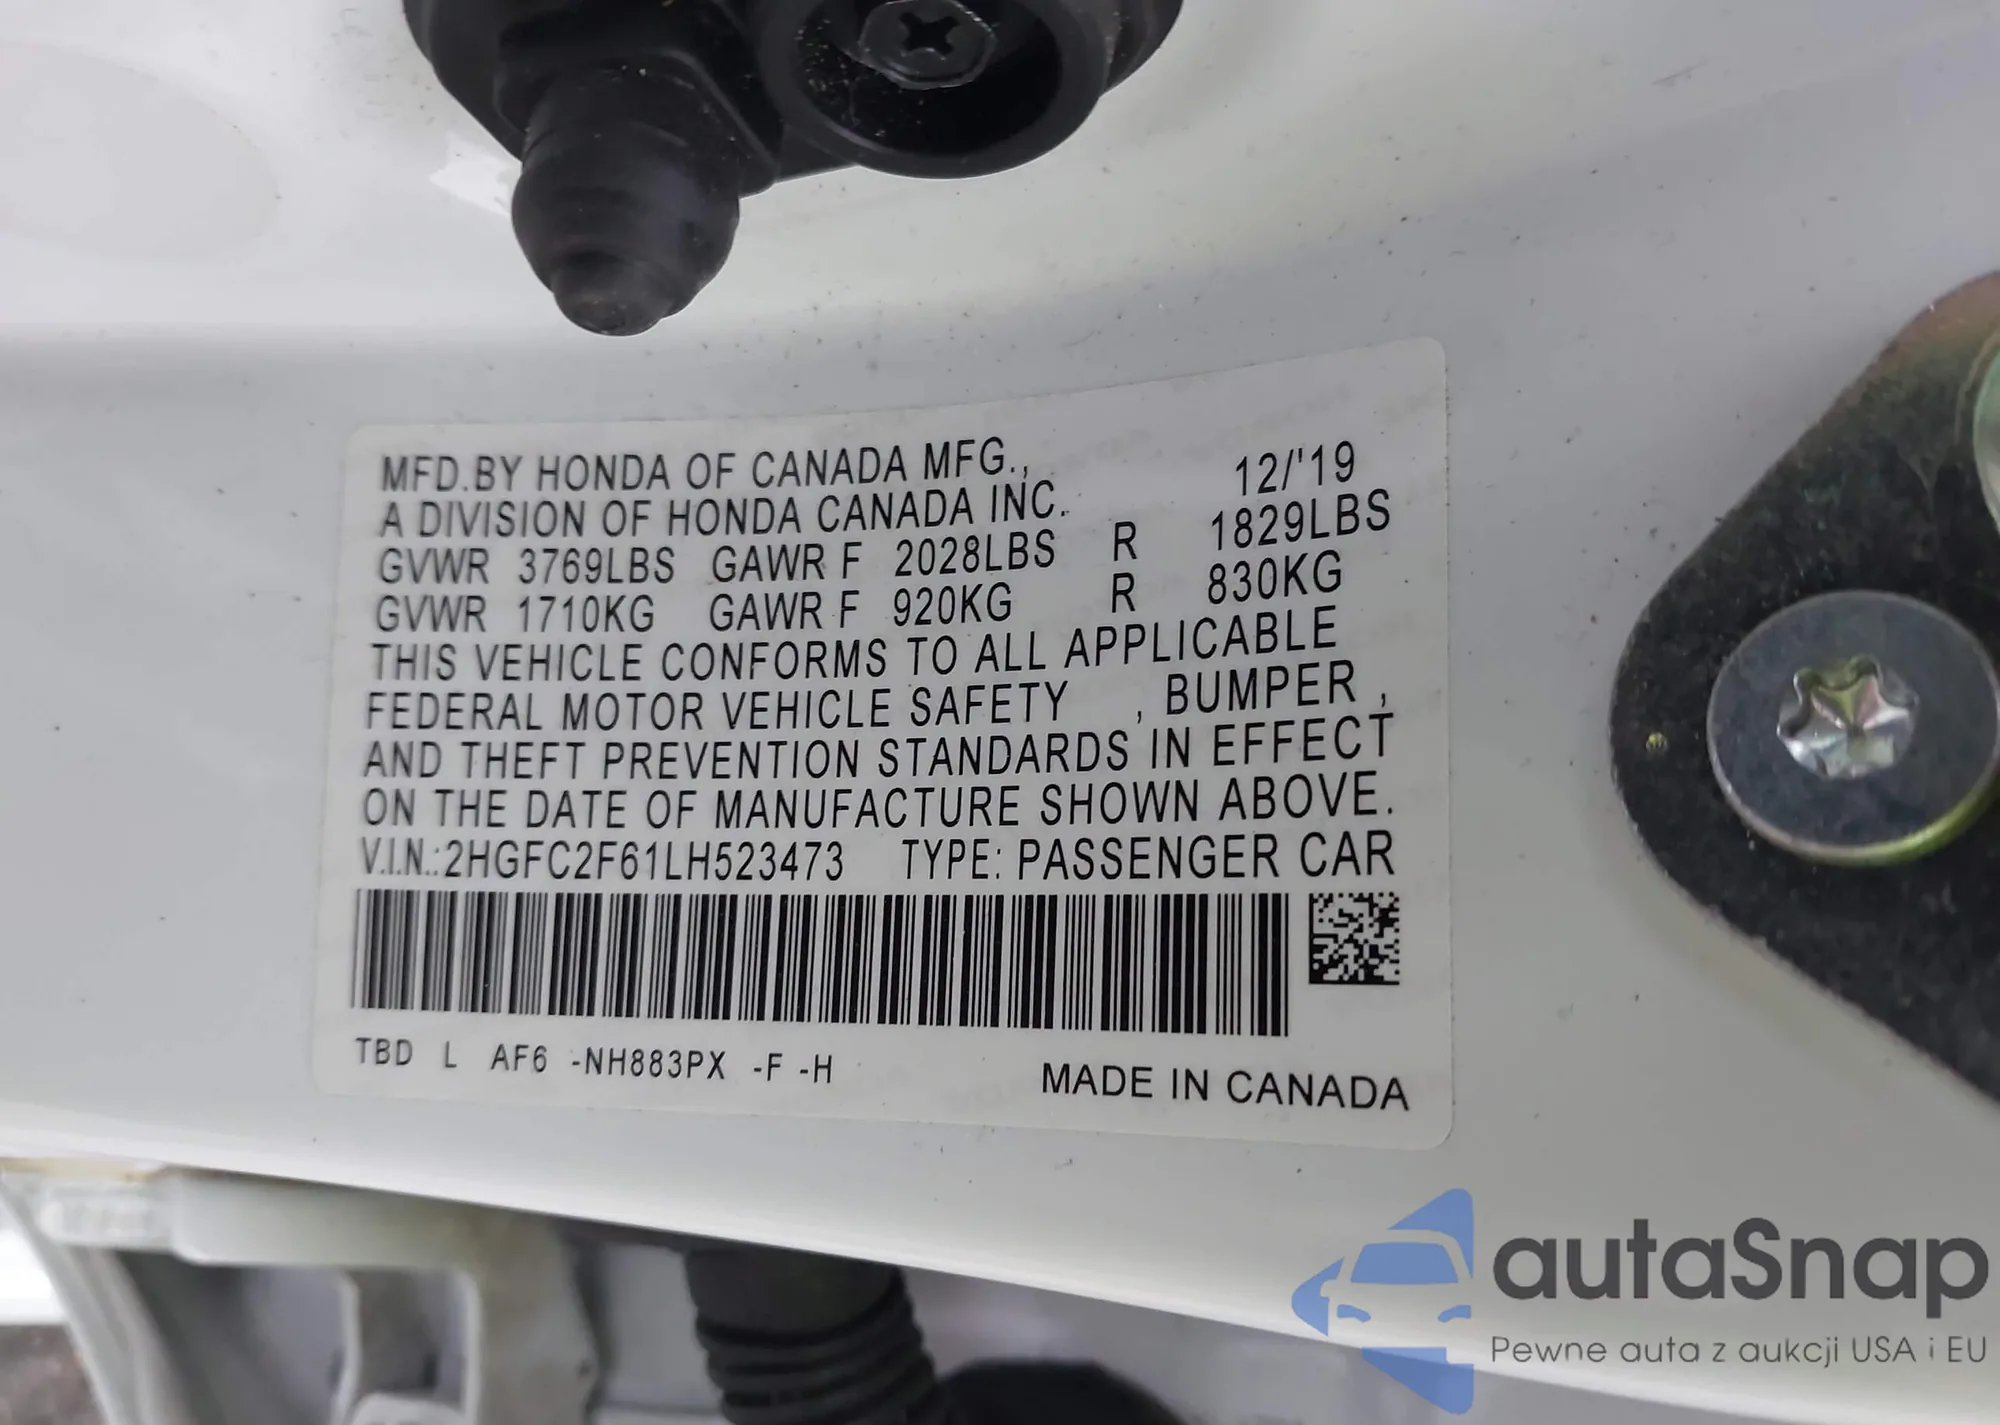 MFD.BY HONDA OF CANADA MFG., 12/'19
A DIVISION OF HONDA CANADA INC.
GVWR 3769LBS GAWR F 2028LBS R 1829LBS
GVWR 1710KG GAWR F 920KG R 830KG
THIS VEHICLE CONFORMS TO ALL APPLICABLE
FEDERAL MOTOR VEHICLE SAFETY , BUMPER ,
AND THEFT PREVENTION STANDARDS IN EFFECT
ON THE DATE OF MANUFACTURE SHOWN ABOVE.
V.I.N.:2HGFC2F61LH523473 TYPE: PASSENGER CAR
TBD L AF6 -NH883PX -F -H
MADE IN CANADA
autaSnap
Pewne auta z aukcji USA i EU